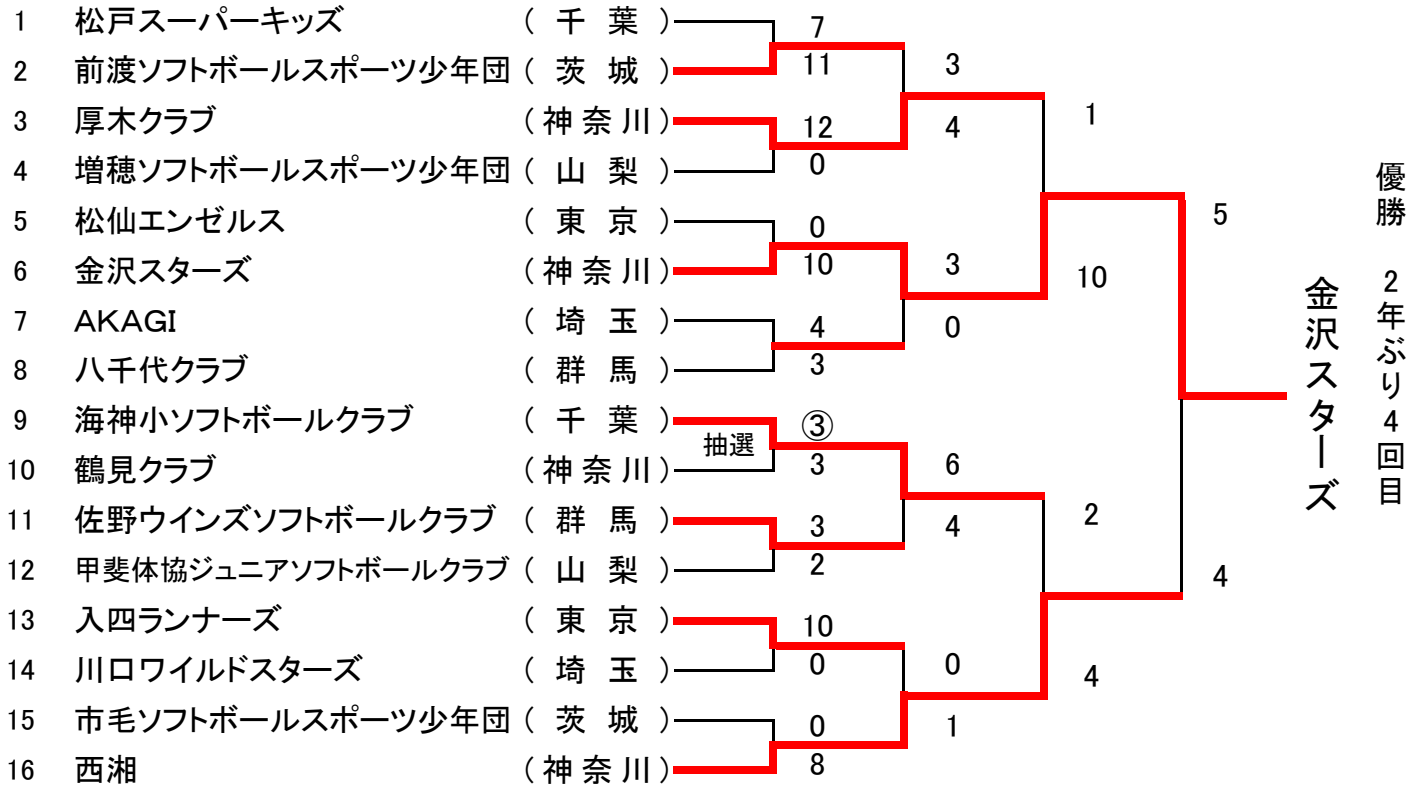 1 松戸スーパーキッズ (千葉) 7
2 前渡ソフトボールスポーツ少年団 (茨城) 11 3
3 厚木クラブ (神奈川) 12 4 1
4 増穂ソフトボールスポーツ少年団 (山梨) 0
5 松仙エンゼルス (東京) 0 5
6 金沢スターズ (神奈川) 10 3 10
7 AKAGI (埼玉) 4 0
8 八千代クラブ (群馬) 3
9 海神小ソフトボールクラブ (千葉) ③
抽選
10 鶴見クラブ (神奈川) 3 6
11 佐野ウインズソフトボールクラブ (群馬) 3 4 2
12 甲斐体協ジュニアソフトボールクラブ (山梨) 2 4
13 入四ランナーズ (東京) 10
14 川口ワイルドスターズ (埼玉) 0 0 4
15 市毛ソフトボールスポーツ少年団 (茨城) 0 1
16 西湘 (神奈川) 8
優勝 2年ぶり4回目
金沢スターズ